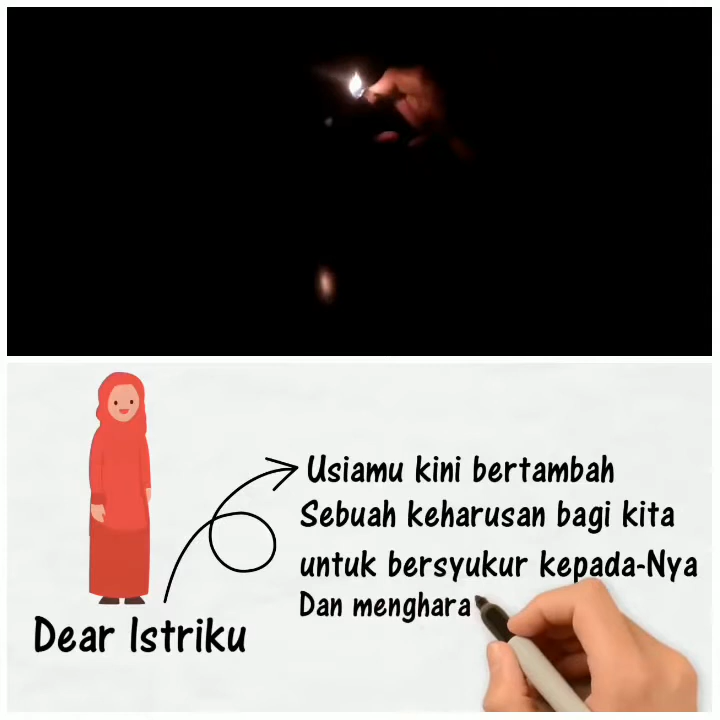 Usiamu kini bertambah
Sebuah keharusan bagi kita
untuk bersyukur kepada-Nya
Dan menghara
Dear Istriku